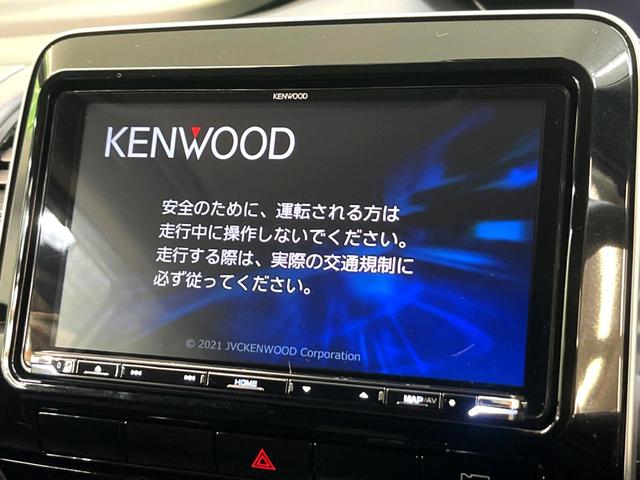 KENWOOD
KENWOOD
安全のために、運転される方は
走行中に操作しないでください。
走行する際は、実際の交通規制に
必ず従ってください。
© 2021 JVCKENWOOD Corporation
HOME
MAP/AV